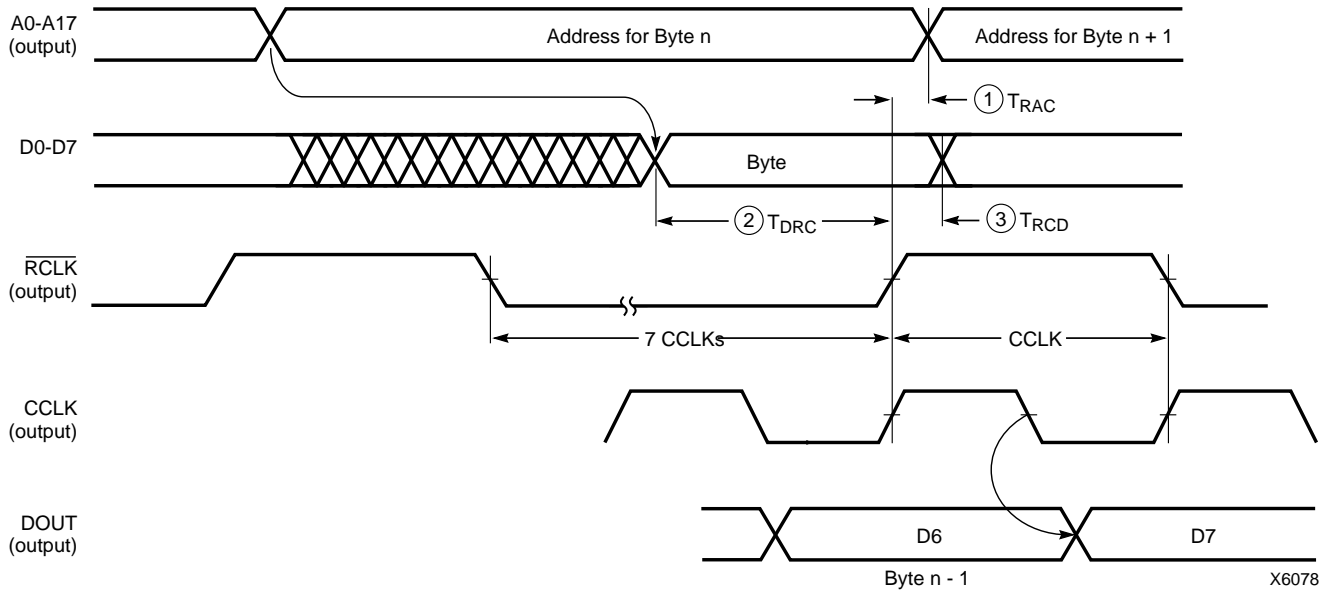 A0-A17
(output)
Address for Byte n
Address for Byte n + 1
1 TRAC
D0-D7
Byte
2 TDRC
3 TRCD
RCLK
(output)
7 CCLKs
CCLK
CCLK
(output)
DOUT
(output)
D6
D7
Byte n - 1
X6078